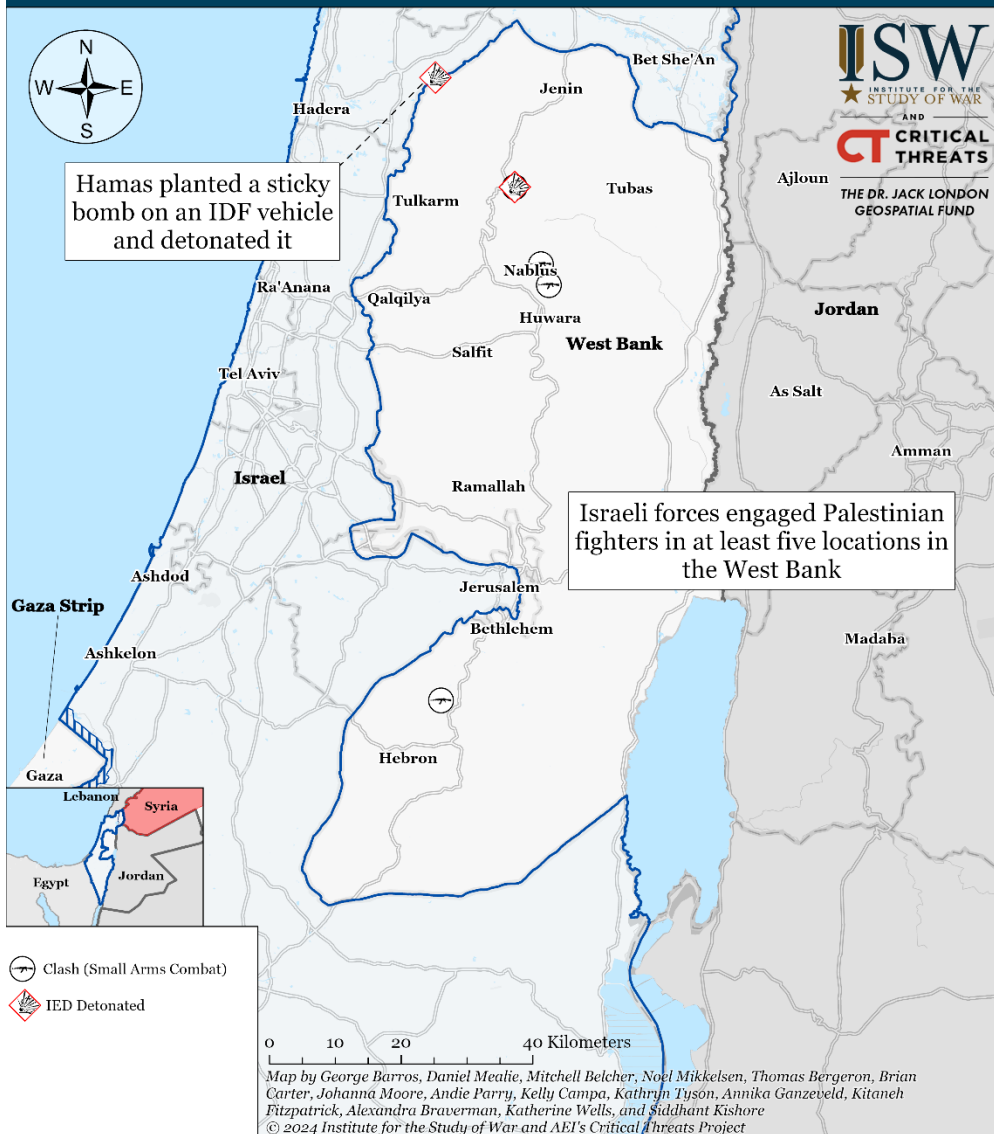 N
W
E
S
ISW
INSTITUTE FOR THE
STUDY OF WAR
AND
CT CRITICAL
THREATS
THE DR. JACK LONDON
GEOSPATIAL FUND
Bet She'An
Jenin
Hadera
Hamas planted a sticky
bomb on an IDF vehicle
and detonated it
Tulkarm
Tubas
Ajloun
Nablus
Ra'Anana
Qalqilya
Huwara
Jordan
Salfit
West Bank
Tel Aviv
As Salt
Amman
Israel
Ramallah
Israeli forces engaged Palestinian
fighters in at least five locations in
the West Bank
Ashdod
Jerusalem
Gaza Strip
Bethlehem
Madaba
Ashkelon
Hebron
Gaza
Lebanon
Syria
Egypt
Jordan
Clash (Small Arms Combat)
IED Detonated
0 10 20 40 Kilometers
Map by George Barros, Daniel Mealie, Mitchell Belcher, Noel Mikkelsen, Thomas Bergeron, Brian
Carter, Johanna Moore, Andie Parry, Kelly Campa, Kathryn Tyson, Annika Ganzeveld, Kitaneh
Fitzpatrick, Alexandra Braverman, Katherine Wells, and Siddhant Kishore
© 2024 Institute for the Study of War and AEI's Critical Threats Project